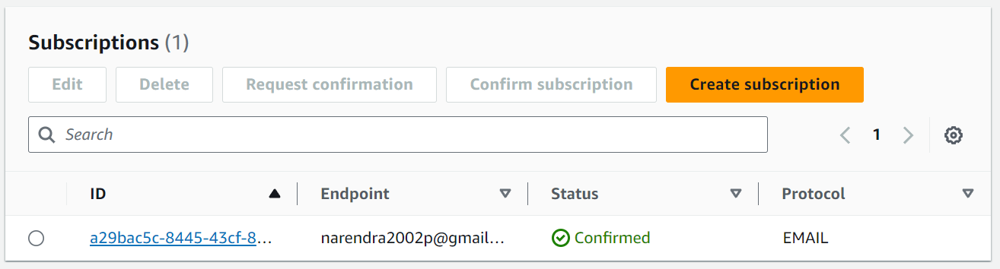 Subscriptions (1)
Edit Delete Request confirmation Confirm subscription Create subscription
Search 1
ID Endpoint Status Protocol
a29bac5c-8445-43cf-8... narendra2002p@gmail... Confirmed EMAIL